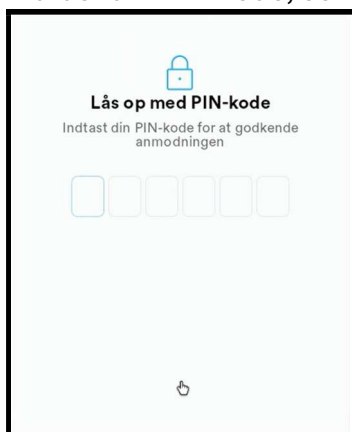 Lås op med PIN-kode
Indtast din PIN-kode for at godkende
anmodningen